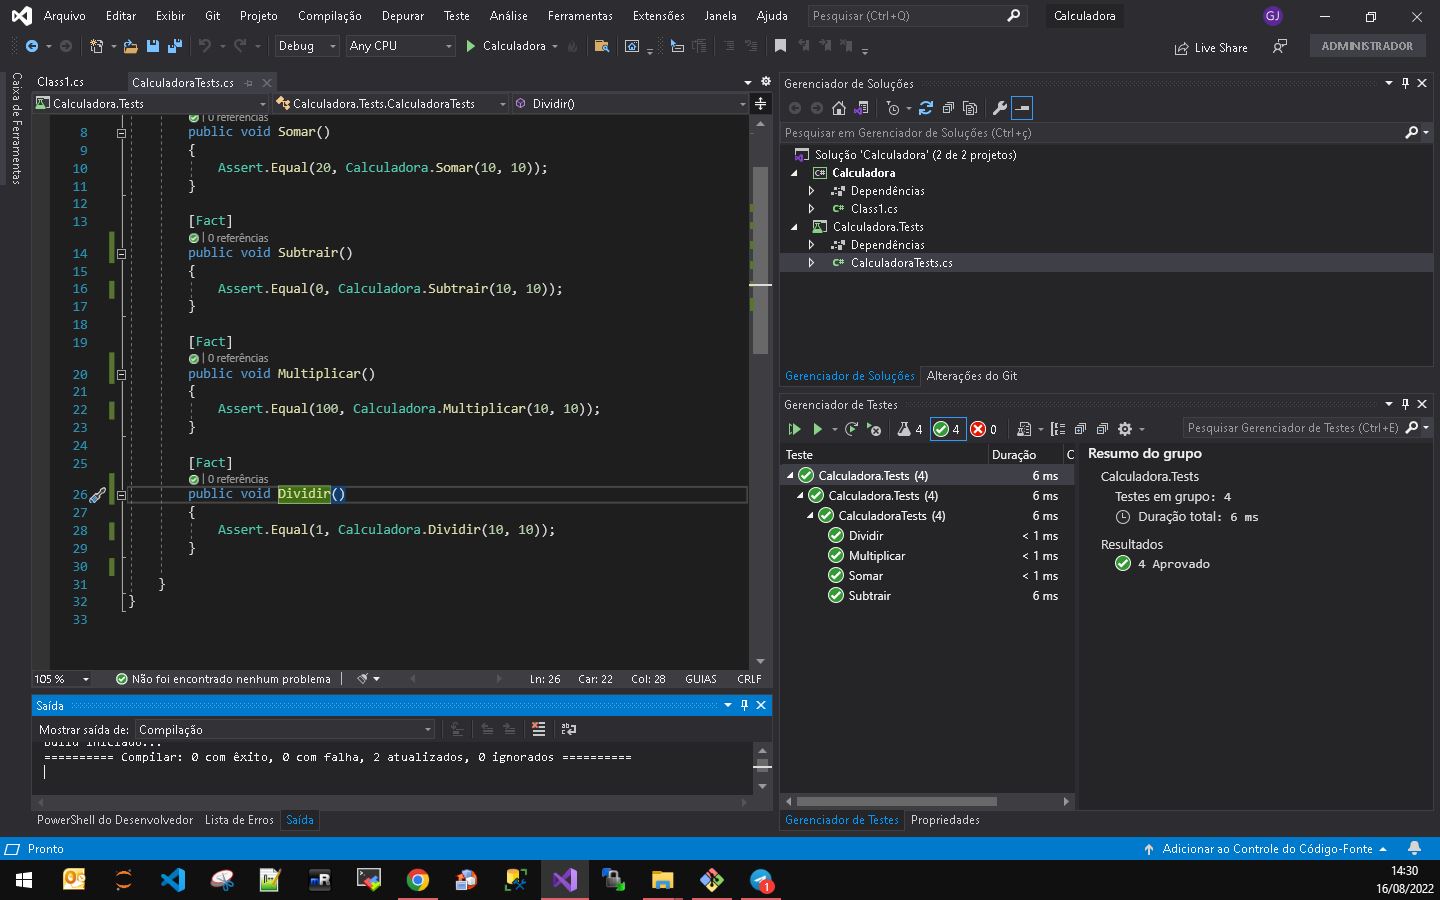 Arquivo Editar Exibir Git Projeto Compilação Depurar Teste Análise Ferramentas Extensões Janela Ajuda Pesquisar (Ctrl+Q) Calculadora GJ
Debug Any CPU Calculadora Live Share ADMINISTRADOR
Caixa de Ferramentas
Class1.cs CalculadoraTests.cs
Calculadora.Tests Calculadora.Tests.CalculadoraTests Dividir()
0 referências
8 public void Somar()
9 {
10 Assert.Equal(20, Calculadora.Somar(10, 10));
11 }
12
13 [Fact]
0 referências
14 public void Subtrair()
15 {
16 Assert.Equal(0, Calculadora.Subtrair(10, 10));
17 }
18
19 [Fact]
0 referências
20 public void Multiplicar()
21 {
22 Assert.Equal(100, Calculadora.Multiplicar(10, 10));
23 }
24
25 [Fact]
0 referências
26 public void Dividir()
27 {
28 Assert.Equal(1, Calculadora.Dividir(10, 10));
29 }
30
31 }
32 }
33
105 % Não foi encontrado nenhum problema Ln: 26 Car: 22 Col: 28 GUIAS CRLF
Saída
Mostrar saída de: Compilação
Build iniciado...
========== Compilar: 0 com êxito, 0 com falha, 2 atualizados, 0 ignorados ==========
PowerShell do Desenvolvedor Lista de Erros Saída
Gerenciador de Soluções
Pesquisar em Gerenciador de Soluções (Ctrl+ç)
Solução 'Calculadora' (2 de 2 projetos)
Calculadora
Dependências
Class1.cs
Calculadora.Tests
Dependências
CalculadoraTests.cs
Gerenciador de Soluções Alterações do Git
Gerenciador de Testes
4 4 0 Pesquisar Gerenciador de Testes (Ctrl+E)
Teste Duração C
Calculadora.Tests (4) 6 ms
Calculadora.Tests (4) 6 ms
CalculadoraTests (4) 6 ms
Dividir < 1 ms
Multiplicar < 1 ms
Somar < 1 ms
Subtrair 6 ms
Resumo do grupo
Calculadora.Tests
Testes em grupo: 4
Duração total: 6 ms
Resultados
4 Aprovado
Gerenciador de Testes Propriedades
Pronto Adicionar ao Controle do Código-Fonte
14:30
16/08/2022